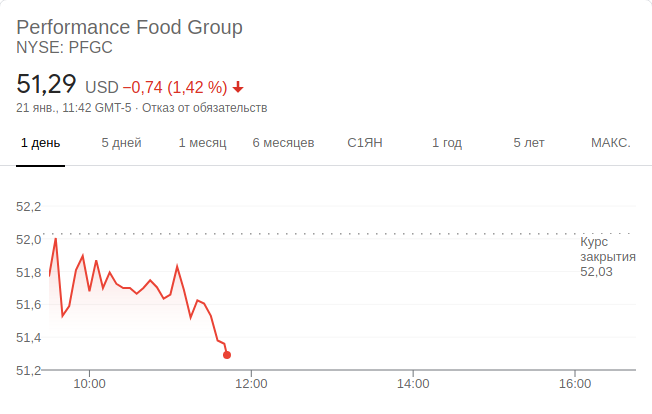 Performance Food Group
NYSE: PFGC
51,29 USD −0,74 (1,42 %)
21 янв., 11:42 GMT-5 · Отказ от обязательств
1 день 5 дней 1 месяц 6 месяцев С1ЯН 1 год 5 лет МАКС.
52,2
52,0
51,8
51,6
51,4
51,2
Курс
закрытия
52,03
10:00 12:00 14:00 16:00